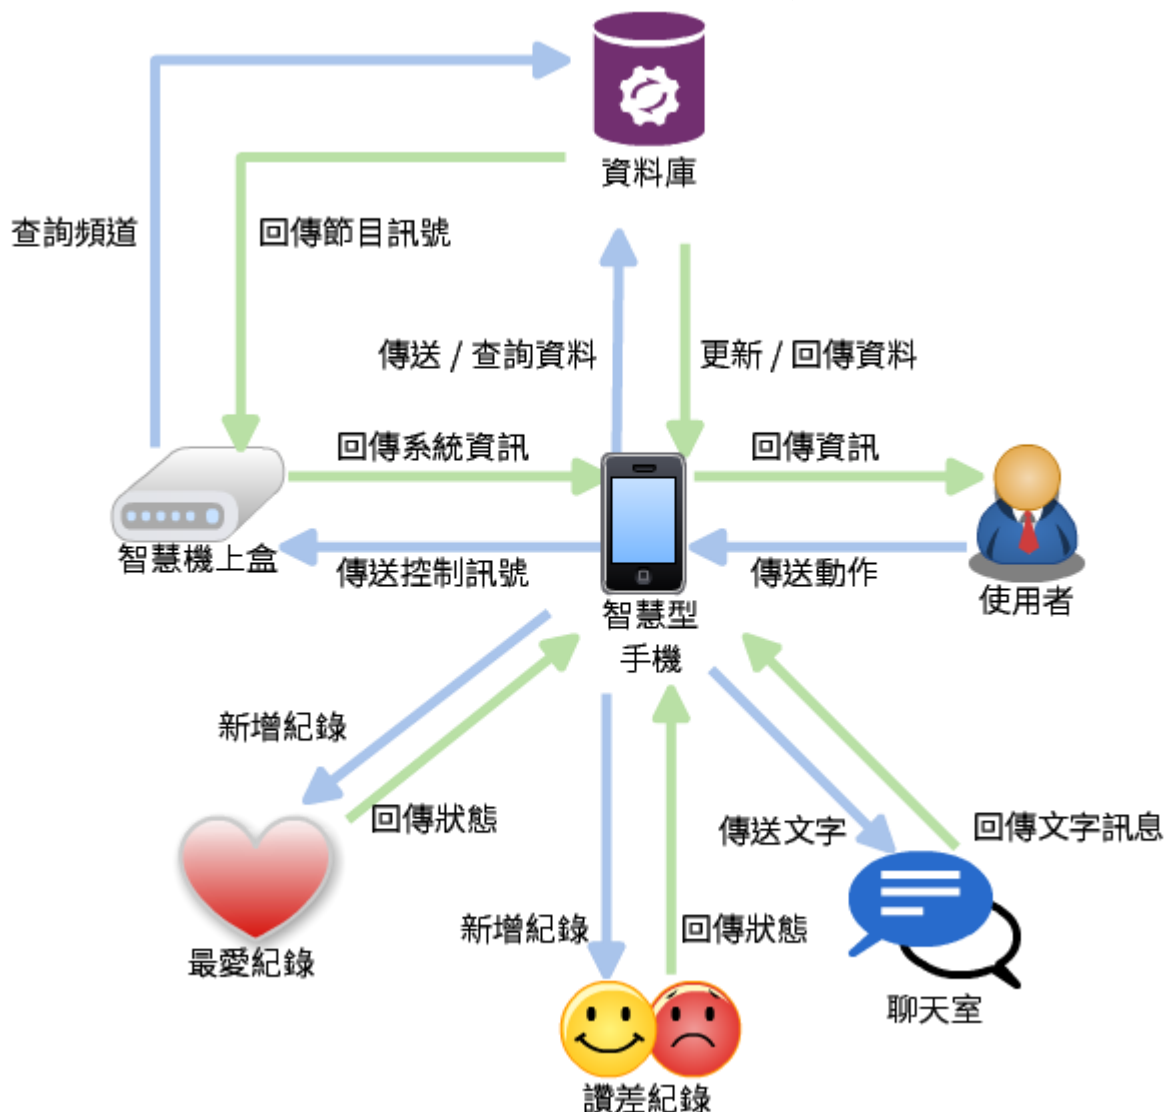 資料庫
查詢頻道
回傳節目訊號
傳送 / 查詢資料
更新 / 回傳資料
回傳系統資訊
回傳資訊
智慧機上盒
傳送控制訊號
傳送動作
使用者
智慧型
手機
新增紀錄
回傳狀態
傳送文字
回傳文字訊息
新增紀錄
回傳狀態
最愛紀錄
聊天室
讚差紀錄